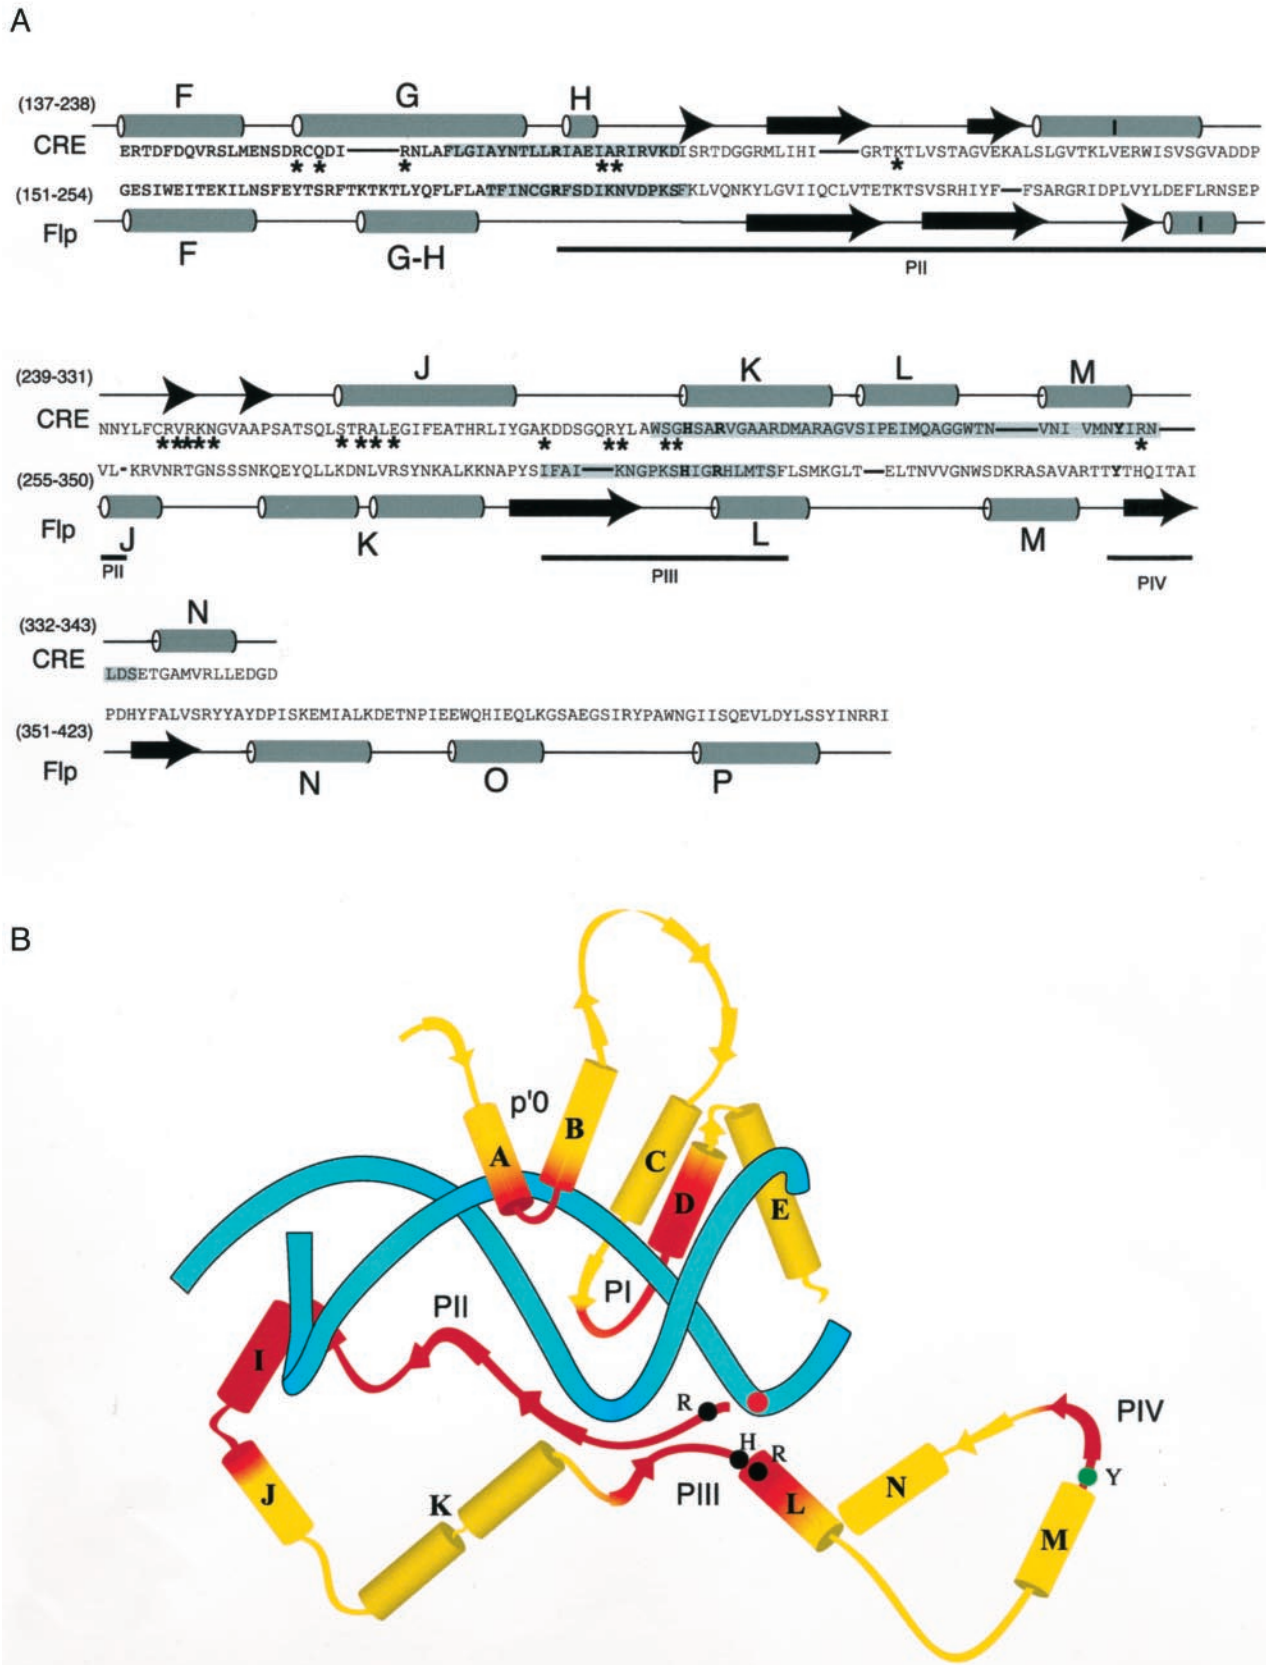 A
(137-238)
F G H
CRE
ERTDFDQVRSLMENSDRCQDI——RNLAFLGIAYNTLLRIAEIARIRVKDISRTDGGRMLIHI——GRTKTLVSTAGVEKALSLGVTKLVERWISVSGVADDP
I
* * * ** *
(151-254)
GESIWEITEKILNSFEYTSRFTKTKTLYQFLFLATFINCGRFSDIKNVDPKSFKLVQNKYLGVIIQCLVTETKTSVSRHIYF—FSARGRIDPLVYLDEFLRNSEP
Flp
I
F G-H
PII
(239-331)
J K L M
CRE
NNYLFCRVRKNGVAAPSATSQLSTRALEGIFEATHRLIYGAKDDSGQRYLAWSGHSARVGAARDMARAGVSIPEIMQAGGWTN——VNI VMNYIRN——
***** **** * ** ** *
(255-350)
VL-KRVNRTGNSSSNKQEYQLLKDNLVRSYNKALKKNAPYSIFAI——KNGPKSHIGRHLMTSFLSMKGLT—ELTNVVGNWSDKRASAVARTTYTHQITAI
Flp
J K L M
PII PIII PIV
(332-343)
N
CRE
LDSETGAMVRLLEDGD
(351-423)
PDHYFALVSRYYAYDPISKEMIALKDETNPIEEWQHIEQLKGSAEGSIRYPAWNGIISQEVLDYLSSYINRRI
Flp
N O P
B
p'0
A B C D E
PI
PII
I
R
H R
PIII
J K L N M
PIV
Y